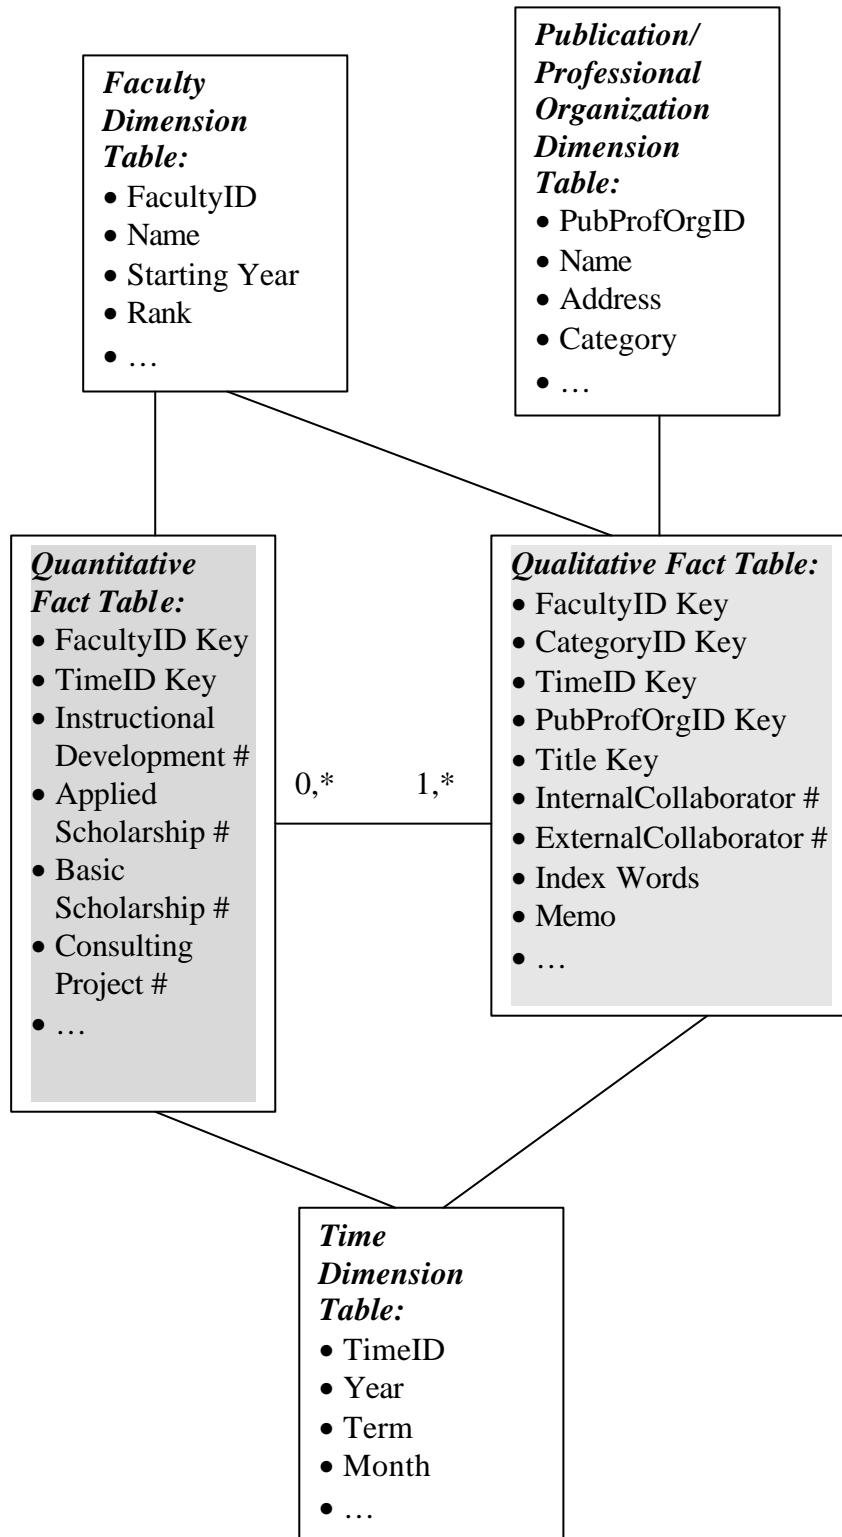 Faculty
Dimension
Table:
• FacultyID
• Name
• Starting Year
• Rank
• …
Publication/
Professional
Organization
Dimension
Table:
• PubProfOrgID
• Name
• Address
• Category
• …
Quantitative
Fact Table:
• FacultyID Key
• TimeID Key
• Instructional
Development #
• Applied
Scholarship #
• Basic
Scholarship #
• Consulting
Project #
• …
0,*
1,*
Qualitative Fact Table:
• FacultyID Key
• CategoryID Key
• TimeID Key
• PubProfOrgID Key
• Title Key
• InternalCollaborator #
• ExternalCollaborator #
• Index Words
• Memo
• …
Time
Dimension
Table:
• TimeID
• Year
• Term
• Month
• …